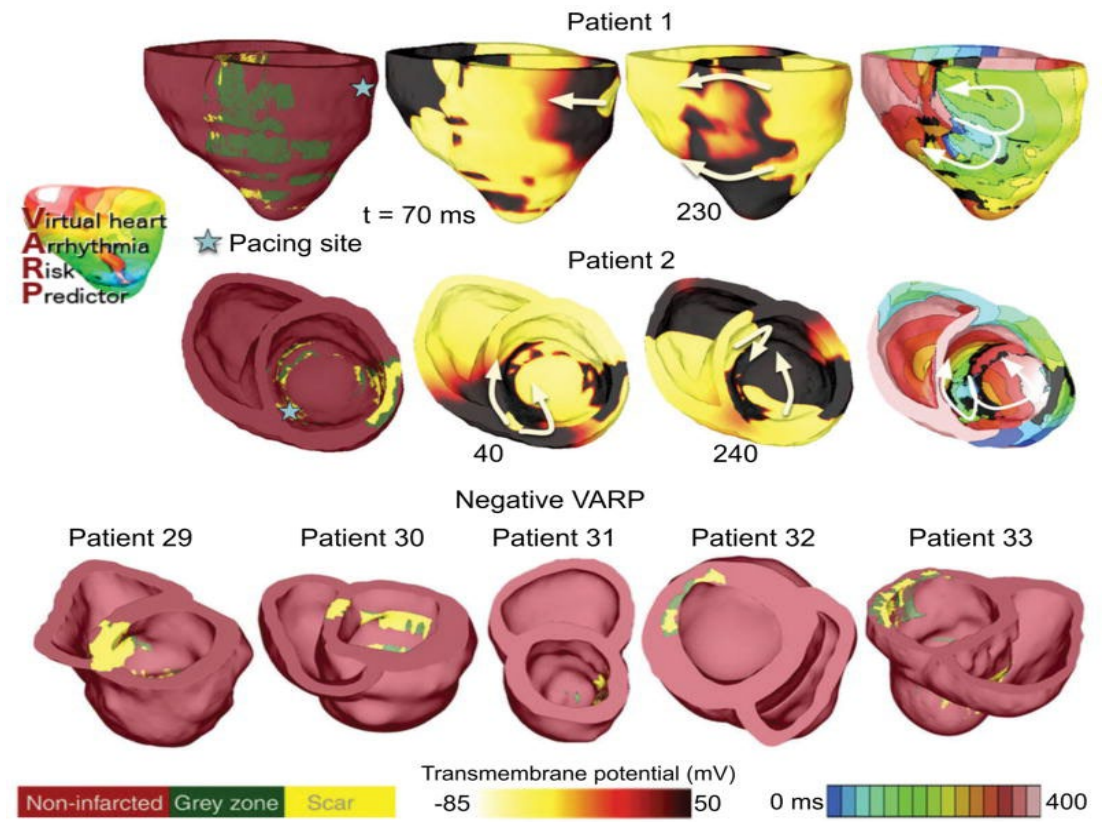 Patient 1
t = 70 ms
230
Virtual heart
Arrhythmia
Risk
Predictor
Pacing site
Patient 2
40
240
Negative VARP
Patient 29
Patient 30
Patient 31
Patient 32
Patient 33
Non-infarcted Grey zone Scar
Transmembrane potential (mV)
-85 50
0 ms 400